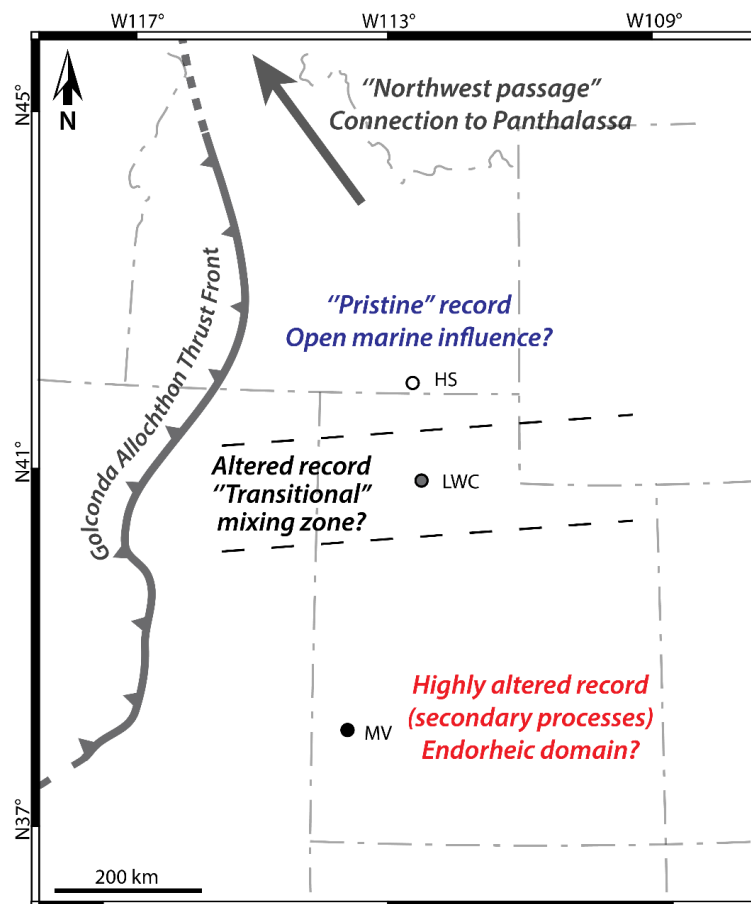 W117°
W113°
W109°
N45°
N
"Northwest passage"
Connection to Panthalassa
Golconda Allochthon Thrust Front
"Pristine" record
Open marine influence?
HS
N41°
Altered record
"Transitional"
mixing zone?
LWC
Highly altered record
(secondary processes)
Endorheic domain?
MV
N37°
200 km